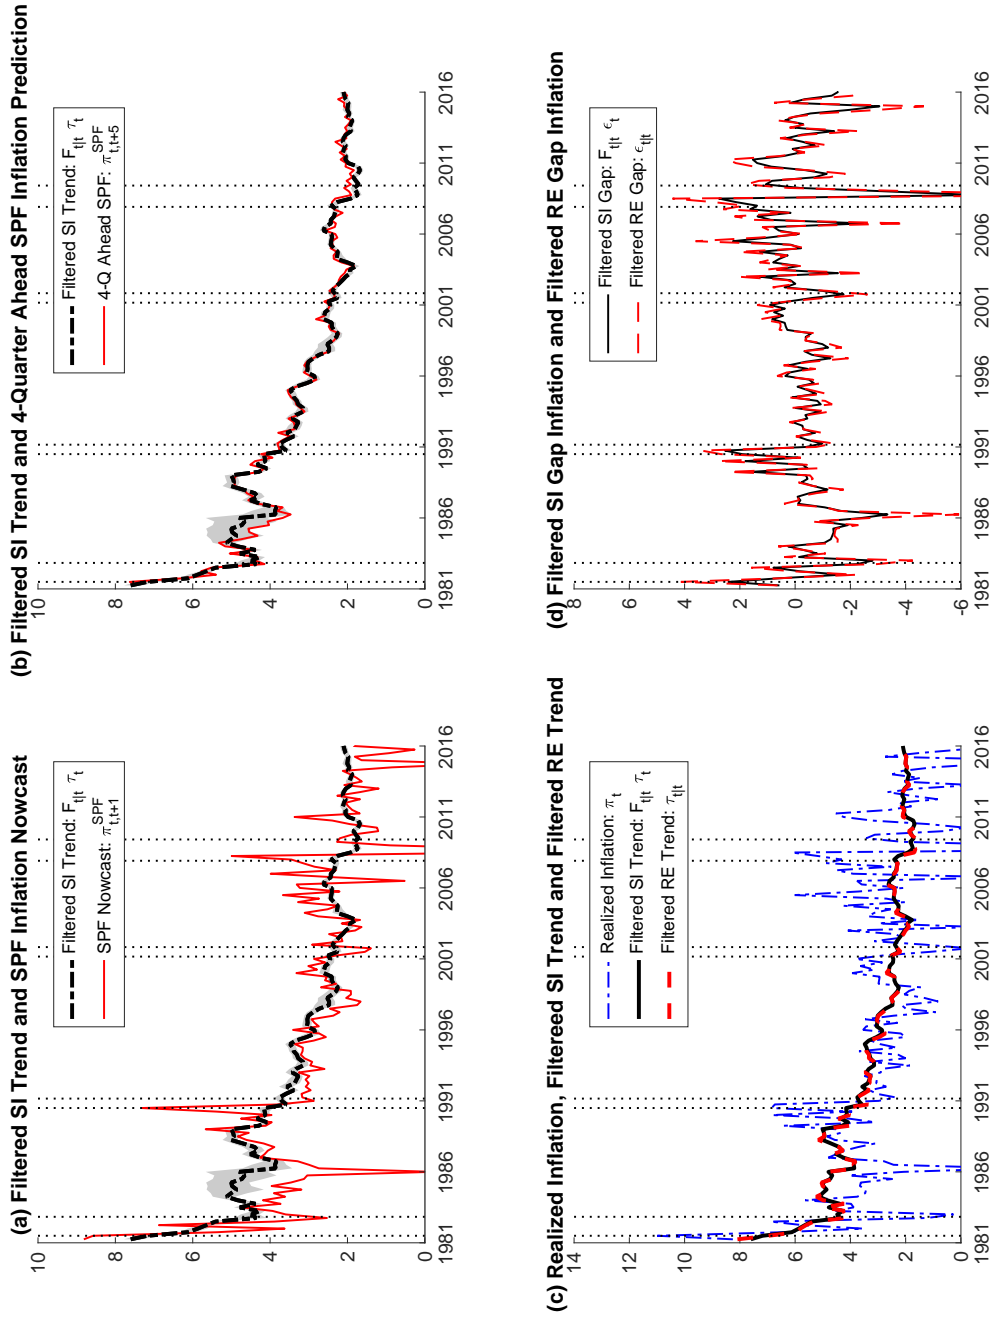 (a) Filtered SI Trend and SPF Inflation Nowcast
10
8
6
4
2
0
1981 1986 1991 1996 2001 2006 2011 2016
Filtered SI Trend: F_{t|t} τ_t
SPF Nowcast: π^{SPF}_{t,t+1}
(b) Filtered SI Trend and 4-Quarter Ahead SPF Inflation Prediction
10
8
6
4
2
0
1981 1986 1991 1996 2001 2006 2011 2016
Filtered SI Trend: F_{t|t} τ_t
4-Q Ahead SPF: π^{SPF}_{t,t+5}
(c) Realized Inflation, Filtereed SI Trend and Filtered RE Trend
14
12
10
8
6
4
2
0
1981 1986 1991 1996 2001 2006 2011 2016
Realized Inflation: π_t
Filtered SI Trend: F_{t|t} τ_t
Filtered RE Trend: τ_{t|t}
(d) Filtered SI Gap Inflation and Filtered RE Gap Inflation
8
6
4
2
0
-2
-4
-6
1981 1986 1991 1996 2001 2006 2011 2016
Filtered SI Gap: F_{t|t} ϵ_t
Filtered RE Gap: ϵ_{t|t}